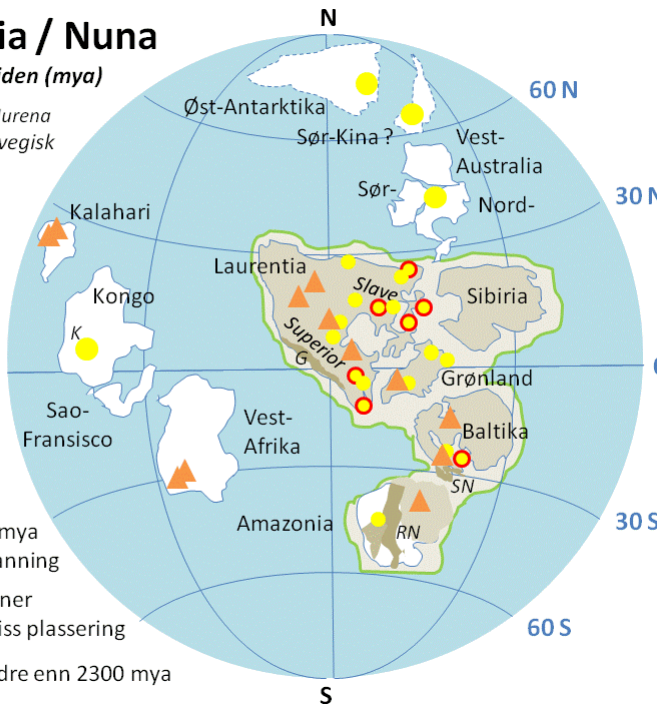 ia / Nuna
N
iden (mya)
60 N
urena
Øst-Antarktika
vegisk
Sør-Kina ?
Vest-
Australia
Sør-
30 N
Nord-
Kalahari
Laurentia
Slave
Sibiria
Kongo
K
Superior
G
Grønland
Sao-
Fransisco
Vest-
Afrika
Baltika
SN
Amazonia
RN
30 S
mya
anning
ner
iss plassering
60 S
dre enn 2300 mya
S